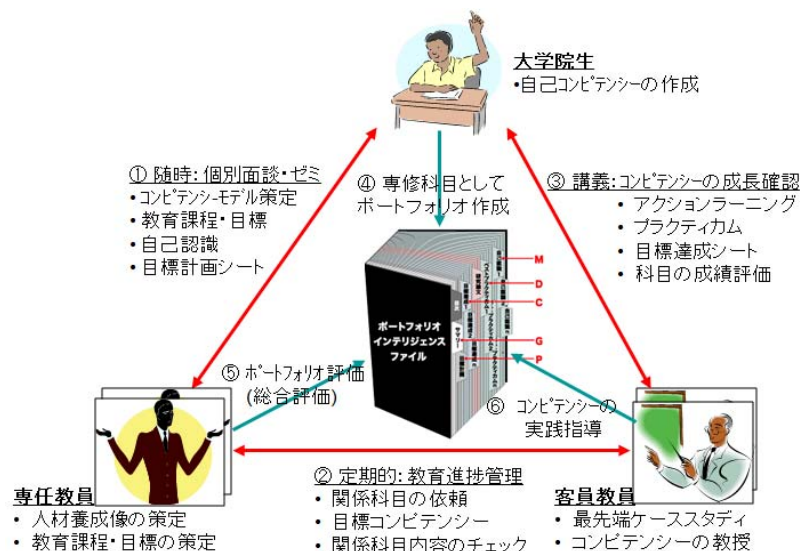 大学院生
•自己コンピテンシーの作成
① 随時：個別面談・ゼミ
• コンピテンシーモデル策定
• 教育課程・目標
• 自己認識
• 目標計画シート
④ 専修科目として
ポートフォリオ作成
③ 講義：コンピテンシーの成長確認
• アクションラーニング
• プラクティカム
• 目標達成シート
• 科目の成績評価
M
D
C
G
P
ポートフォリオ
インテリジェンス
ファイル
サマリー
⑤ ポートフォリオ評価
(総合評価)
⑥ コンピテンシーの
実践指導
② 定期的：教育進捗管理
• 関係科目の依頼
• 目標コンピテンシー
• 関係科目内容のチェック
専任教員
• 人材養成像の策定
• 教育課程・目標の策定
客員教員
• 最先端ケーススタディ
• コンピテンシーの教授